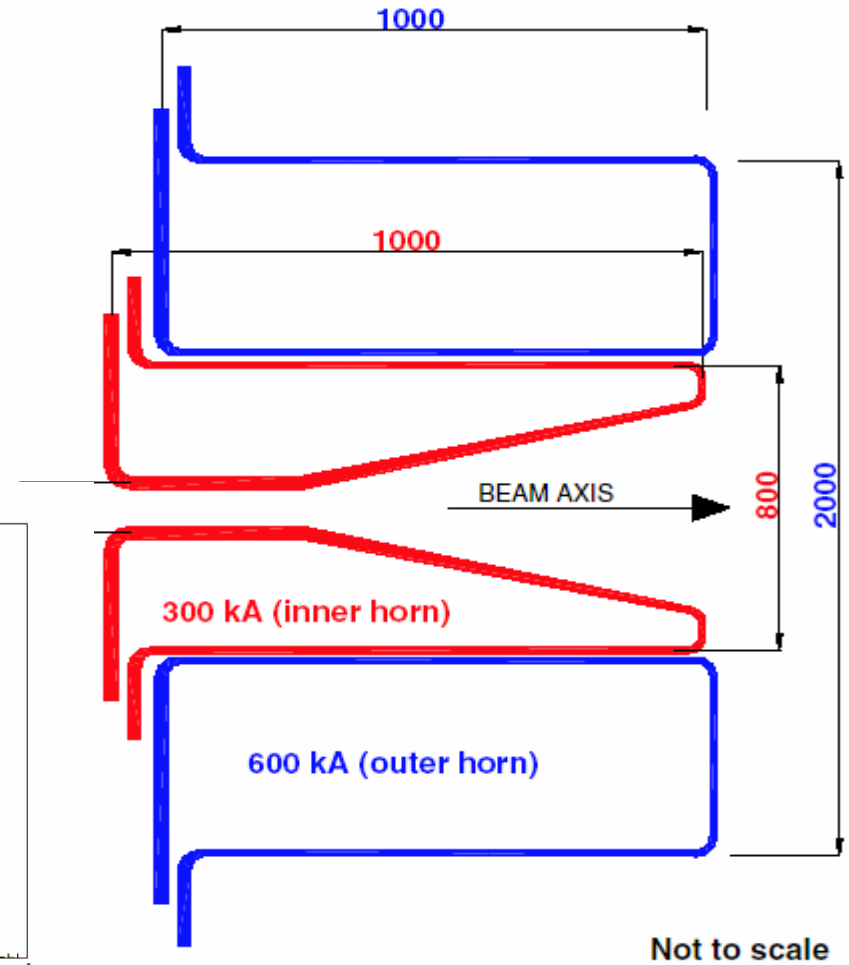 1000
1000
BEAM AXIS
800
2000
300 kA (inner horn)
600 kA (outer horn)
Not to scale